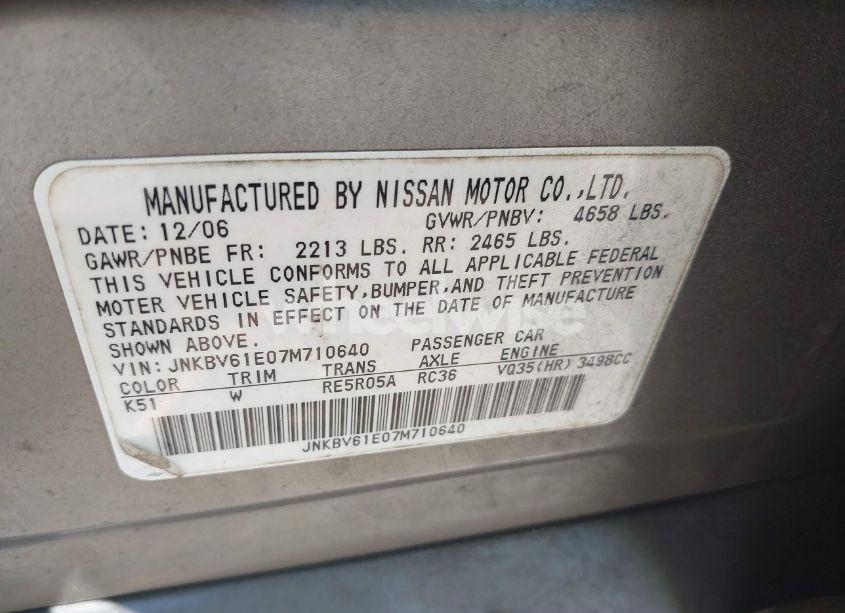 MANUFACTURED BY NISSAN MOTOR CO.,LTD.
DATE: 12/06 GVWR/PNBV: 4658 LBS.
GAWR/PNBE FR: 2213 LBS. RR: 2465 LBS.
THIS VEHICLE CONFORMS TO ALL APPLICABLE FEDERAL
MOTER VEHICLE SAFETY,BUMPER,AND THEFT PREVENTION
STANDARDS IN EFFECT ON THE DATE OF MANUFACTURE
SHOWN ABOVE.
VIN: JNKBV61E07M710640 PASSENGER CAR
COLOR TRIM TRANS AXLE ENGINE
K51 W RE5R05A RC36 VQ35(HR) 3498CC
JNKBV61E07M710640